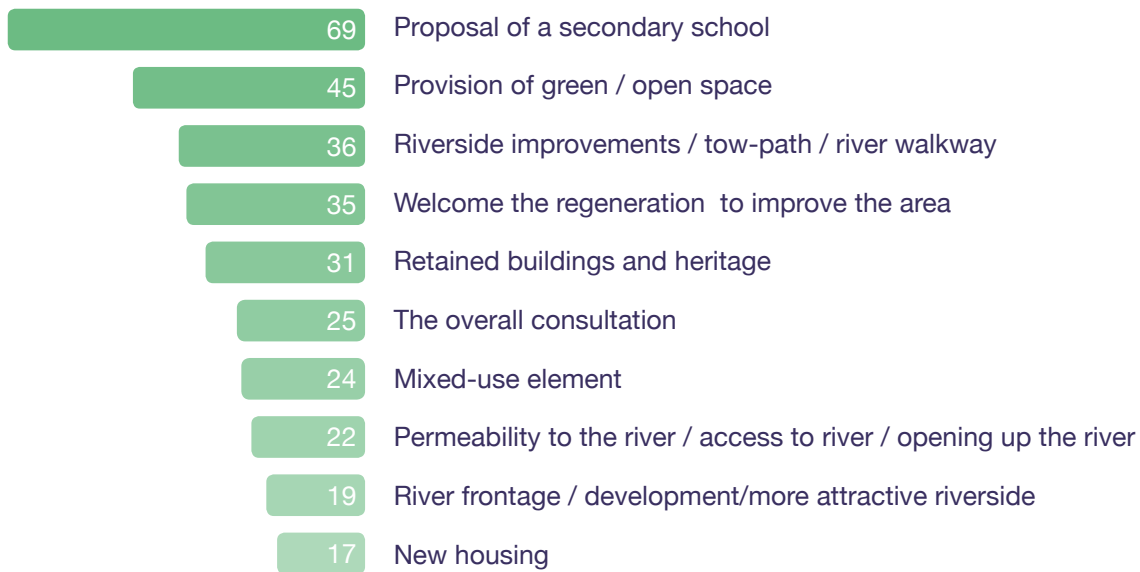 69 Proposal of a secondary school
45 Provision of green / open space
36 Riverside improvements / tow-path / river walkway
35 Welcome the regeneration  to improve the area
31 Retained buildings and heritage
25 The overall consultation
24 Mixed-use element
22 Permeability to the river / access to river / opening up the river
19 River frontage / development/more attractive riverside
17 New housing